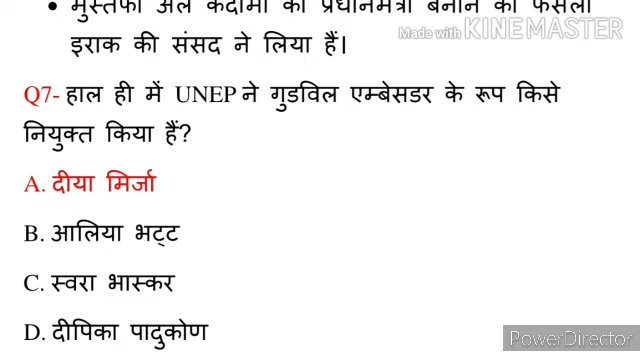 • मुस्तफा अल कदीमी को प्रधानमंत्री बनाने का फैसला
इराक की संसद ने लिया हैं।
Made with KINEMASTER
Q7- हाल ही में UNEP ने गुडविल एम्बेसडर के रूप किसे
नियुक्त किया हैं?
A. दीया मिर्जा
B. आलिया भट्ट
C. स्वरा भास्कर
D. दीपिका पादुकोण
PowerDirector